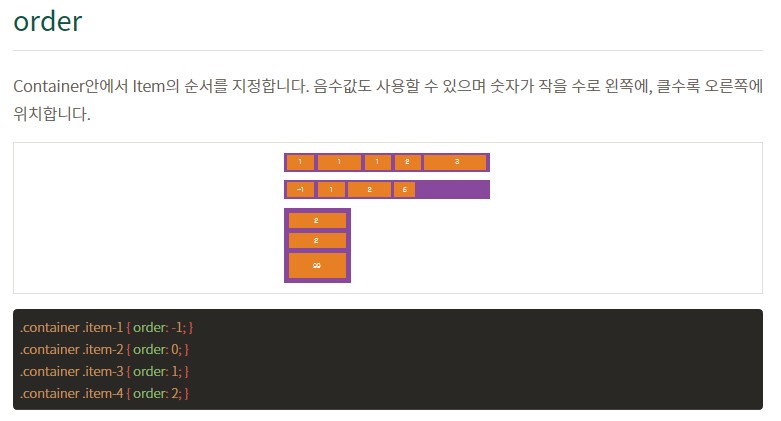 order
Container안에서 Item의 순서를 지정합니다. 음수값도 사용할 수 있으며 숫자가 작을 수로 왼쪽에, 클수록 오른쪽에
위치합니다.
1 1 1 2 3
-1 1 2 5
2
2
99
.container .item-1 { order: -1; }
.container .item-2 { order: 0; }
.container .item-3 { order: 1; }
.container .item-4 { order: 2; }